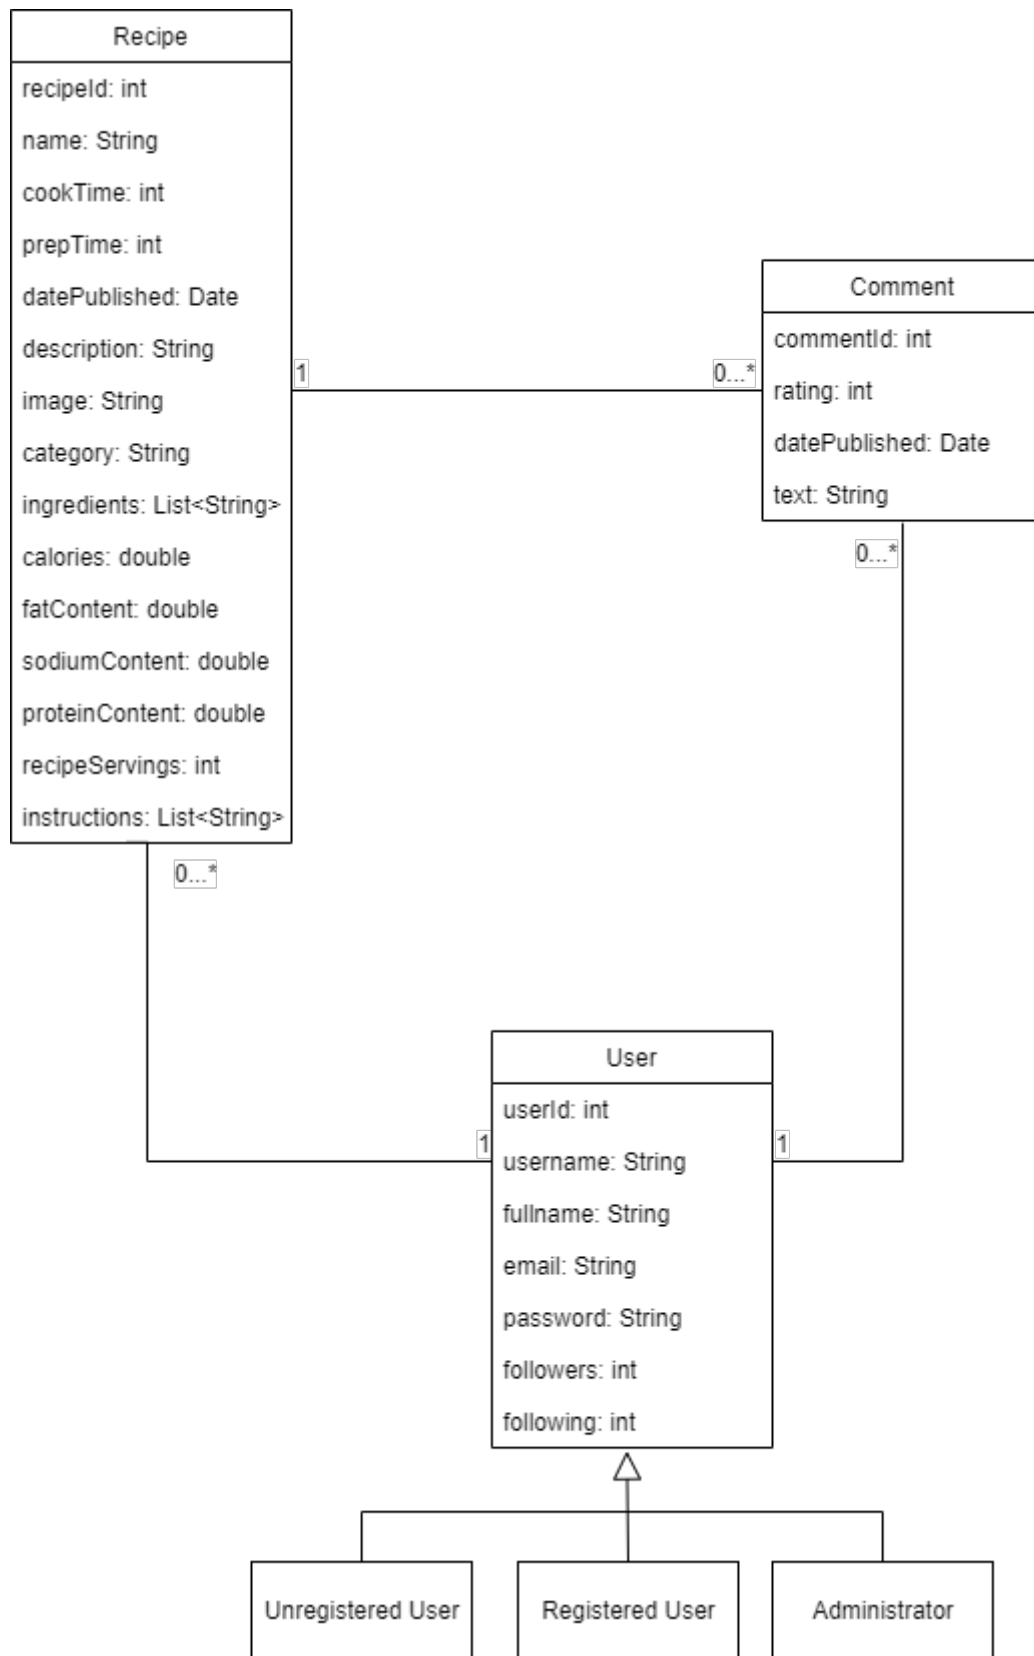 Recipe
recipeId: int
name: String
cookTime: int
prepTime: int
datePublished: Date
description: String
image: String
category: String
ingredients: List<String>
calories: double
fatContent: double
sodiumContent: double
proteinContent: double
recipeServings: int
instructions: List<String>
1
0...*
Comment
commentId: int
rating: int
datePublished: Date
text: String
0...*
0...*
1
1
User
userId: int
username: String
fullname: String
email: String
password: String
followers: int
following: int
Unregistered User
Registered User
Administrator